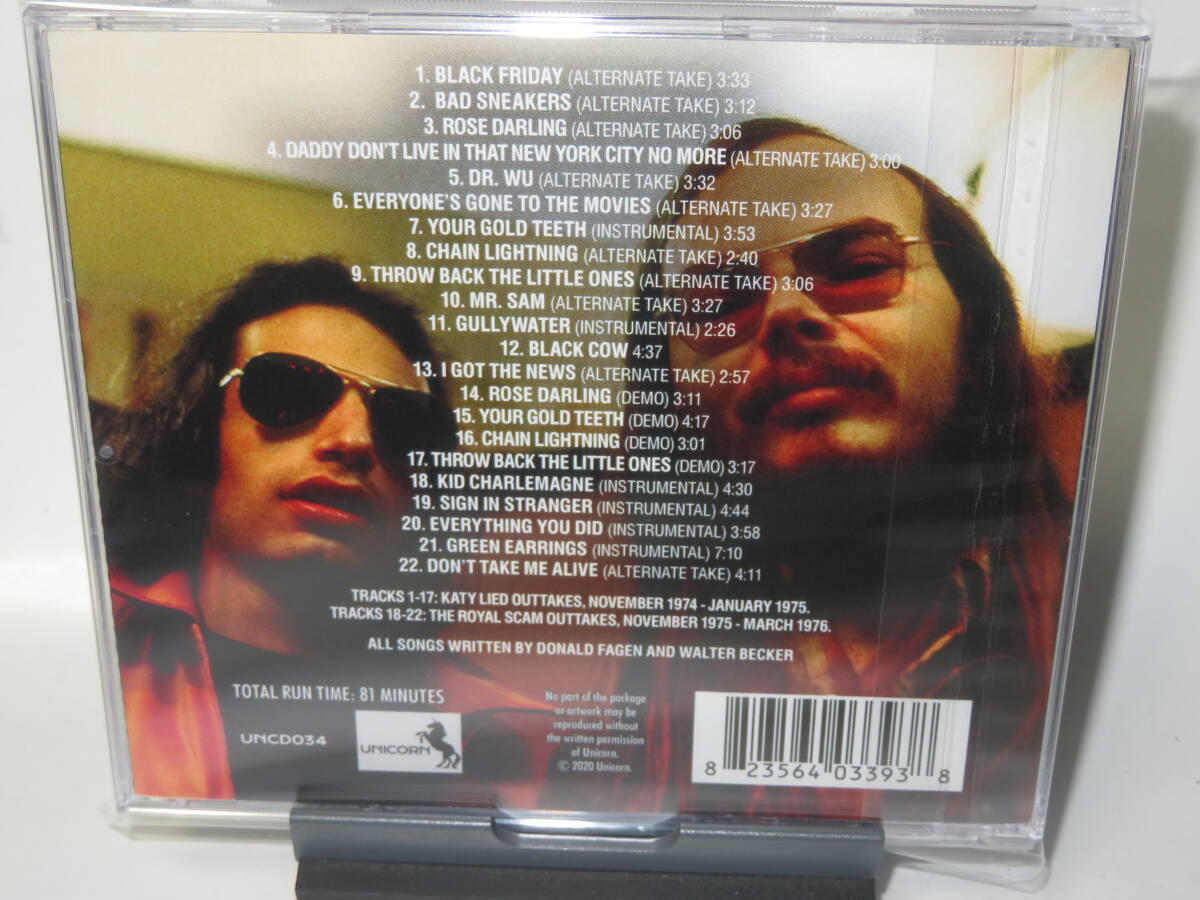 1. BLACK FRIDAY (ALTERNATE TAKE) 3:33
2. BAD SNEAKERS (ALTERNATE TAKE) 3:12
3. ROSE DARLING (ALTERNATE TAKE) 3:06
4. DADDY DON'T LIVE IN THAT NEW YORK CITY NO MORE (ALTERNATE TAKE) 3:00
5. DR. WU (ALTERNATE TAKE) 3:32
6. EVERYONE'S GONE TO THE MOVIES (ALTERNATE TAKE) 3:27
7. YOUR GOLD TEETH (INSTRUMENTAL) 3:53
8. CHAIN LIGHTNING (ALTERNATE TAKE) 2:40
9. THROW BACK THE LITTLE ONES (ALTERNATE TAKE) 3:06
10. MR. SAM (ALTERNATE TAKE) 3:27
11. GULLYWATER (INSTRUMENTAL) 2:26
12. BLACK COW 4:37
13. I GOT THE NEWS (ALTERNATE TAKE) 2:57
14. ROSE DARLING (DEMO) 3:11
15. YOUR GOLD TEETH (DEMO) 4:17
16. CHAIN LIGHTNING (DEMO) 3:01
17. THROW BACK THE LITTLE ONES (DEMO) 3:17
18. KID CHARLEMAGNE (INSTRUMENTAL) 4:30
19. SIGN IN STRANGER (INSTRUMENTAL) 4:44
20. EVERYTHING YOU DID (INSTRUMENTAL) 3:58
21. GREEN EARRINGS (INSTRUMENTAL) 7:10
22. DON'T TAKE ME ALIVE (ALTERNATE TAKE) 4:11
TRACKS 1-17: KATY LIED OUTTAKES, NOVEMBER 1974 - JANUARY 1975.
TRACKS 18-22: THE ROYAL SCAM OUTTAKES, NOVEMBER 1975 - MARCH 1976.
ALL SONGS WRITTEN BY DONALD FAGEN AND WALTER BECKER
TOTAL RUN TIME: 81 MINUTES
UNCD034
UNICORN
No part of the package
or artwork may be
reproduced without
the written permission
of Unicorn.
© 2020 Unicorn.
8 23564 03393 8